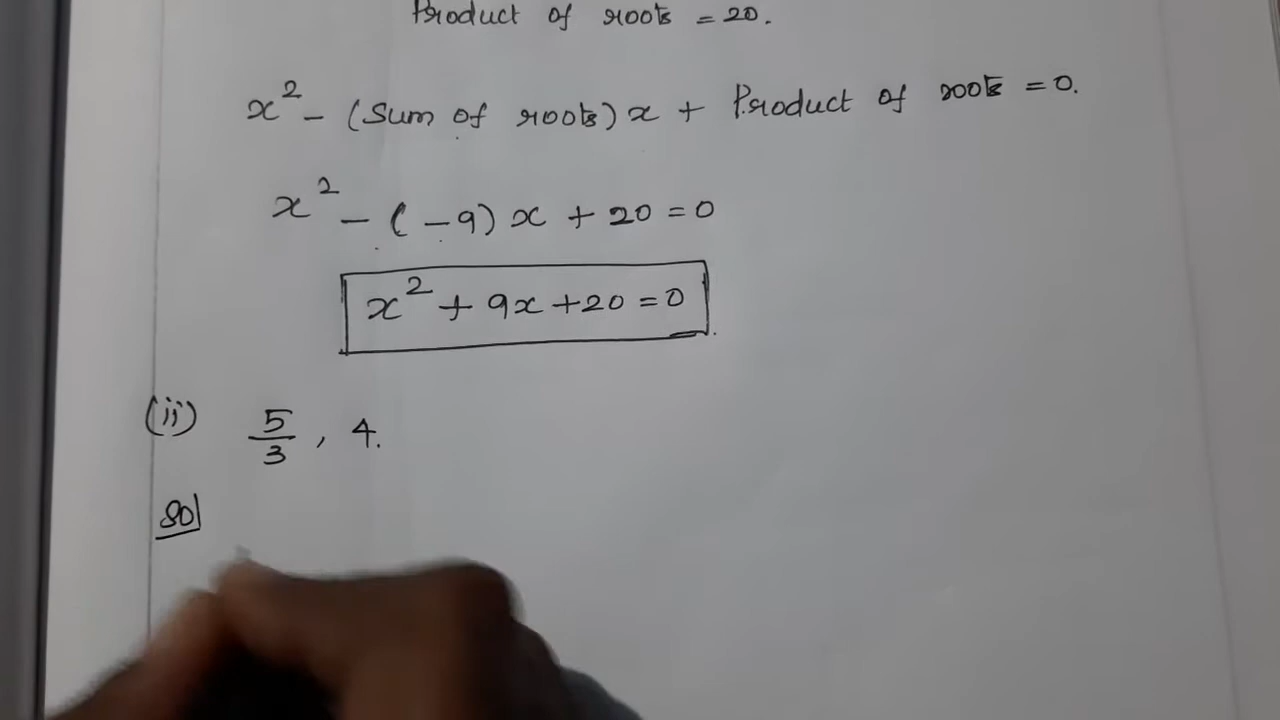 Product of roots = 20.
x² - (Sum of roots) x + Product of roots = 0.
x² - (-9) x + 20 = 0
x² + 9x + 20 = 0
(ii) 5/3 , 4.
Sol